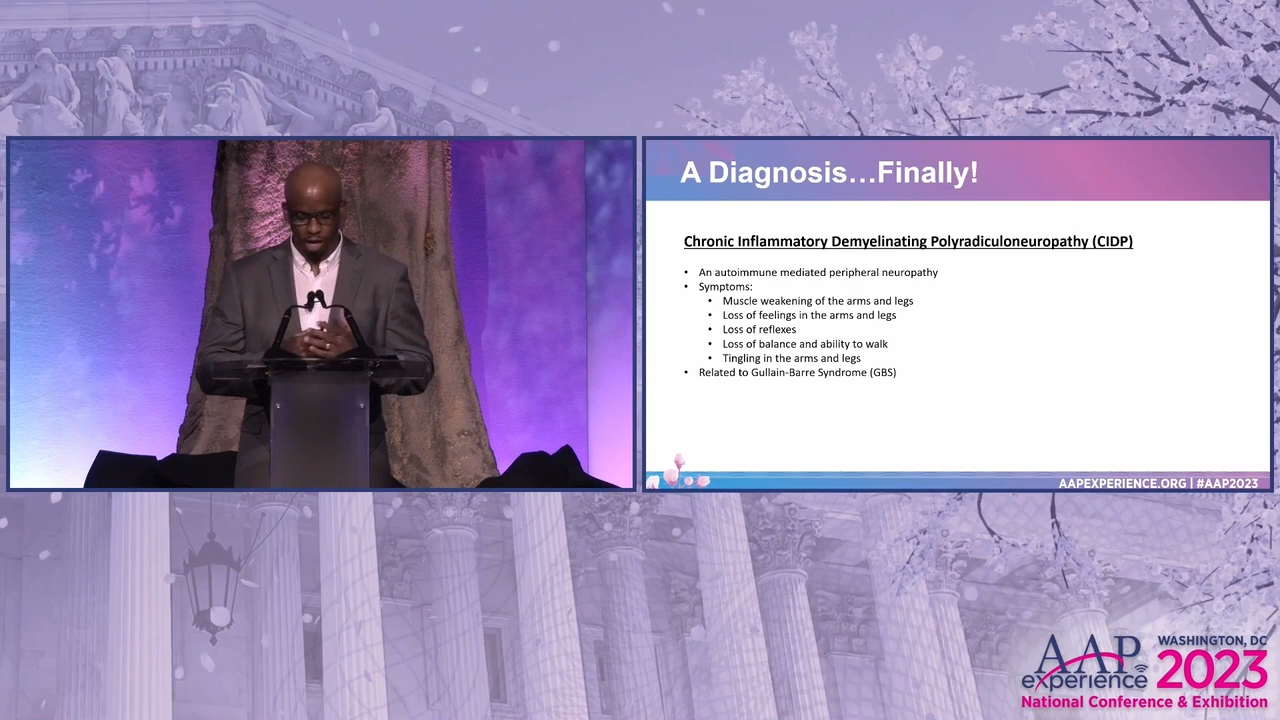 A Diagnosis…Finally!
Chronic Inflammatory Demyelinating Polyradiculoneuropathy (CIDP)
• An autoimmune mediated peripheral neuropathy
• Symptoms:
• Muscle weakening of the arms and legs
• Loss of feelings in the arms and legs
• Loss of reflexes
• Loss of balance and ability to walk
• Tingling in the arms and legs
• Related to Gullain-Barre Syndrome (GBS)
AAPEXPERIENCE.ORG | #AAP2023
AAP
experience
WASHINGTON, DC
2023
National Conference & Exhibition